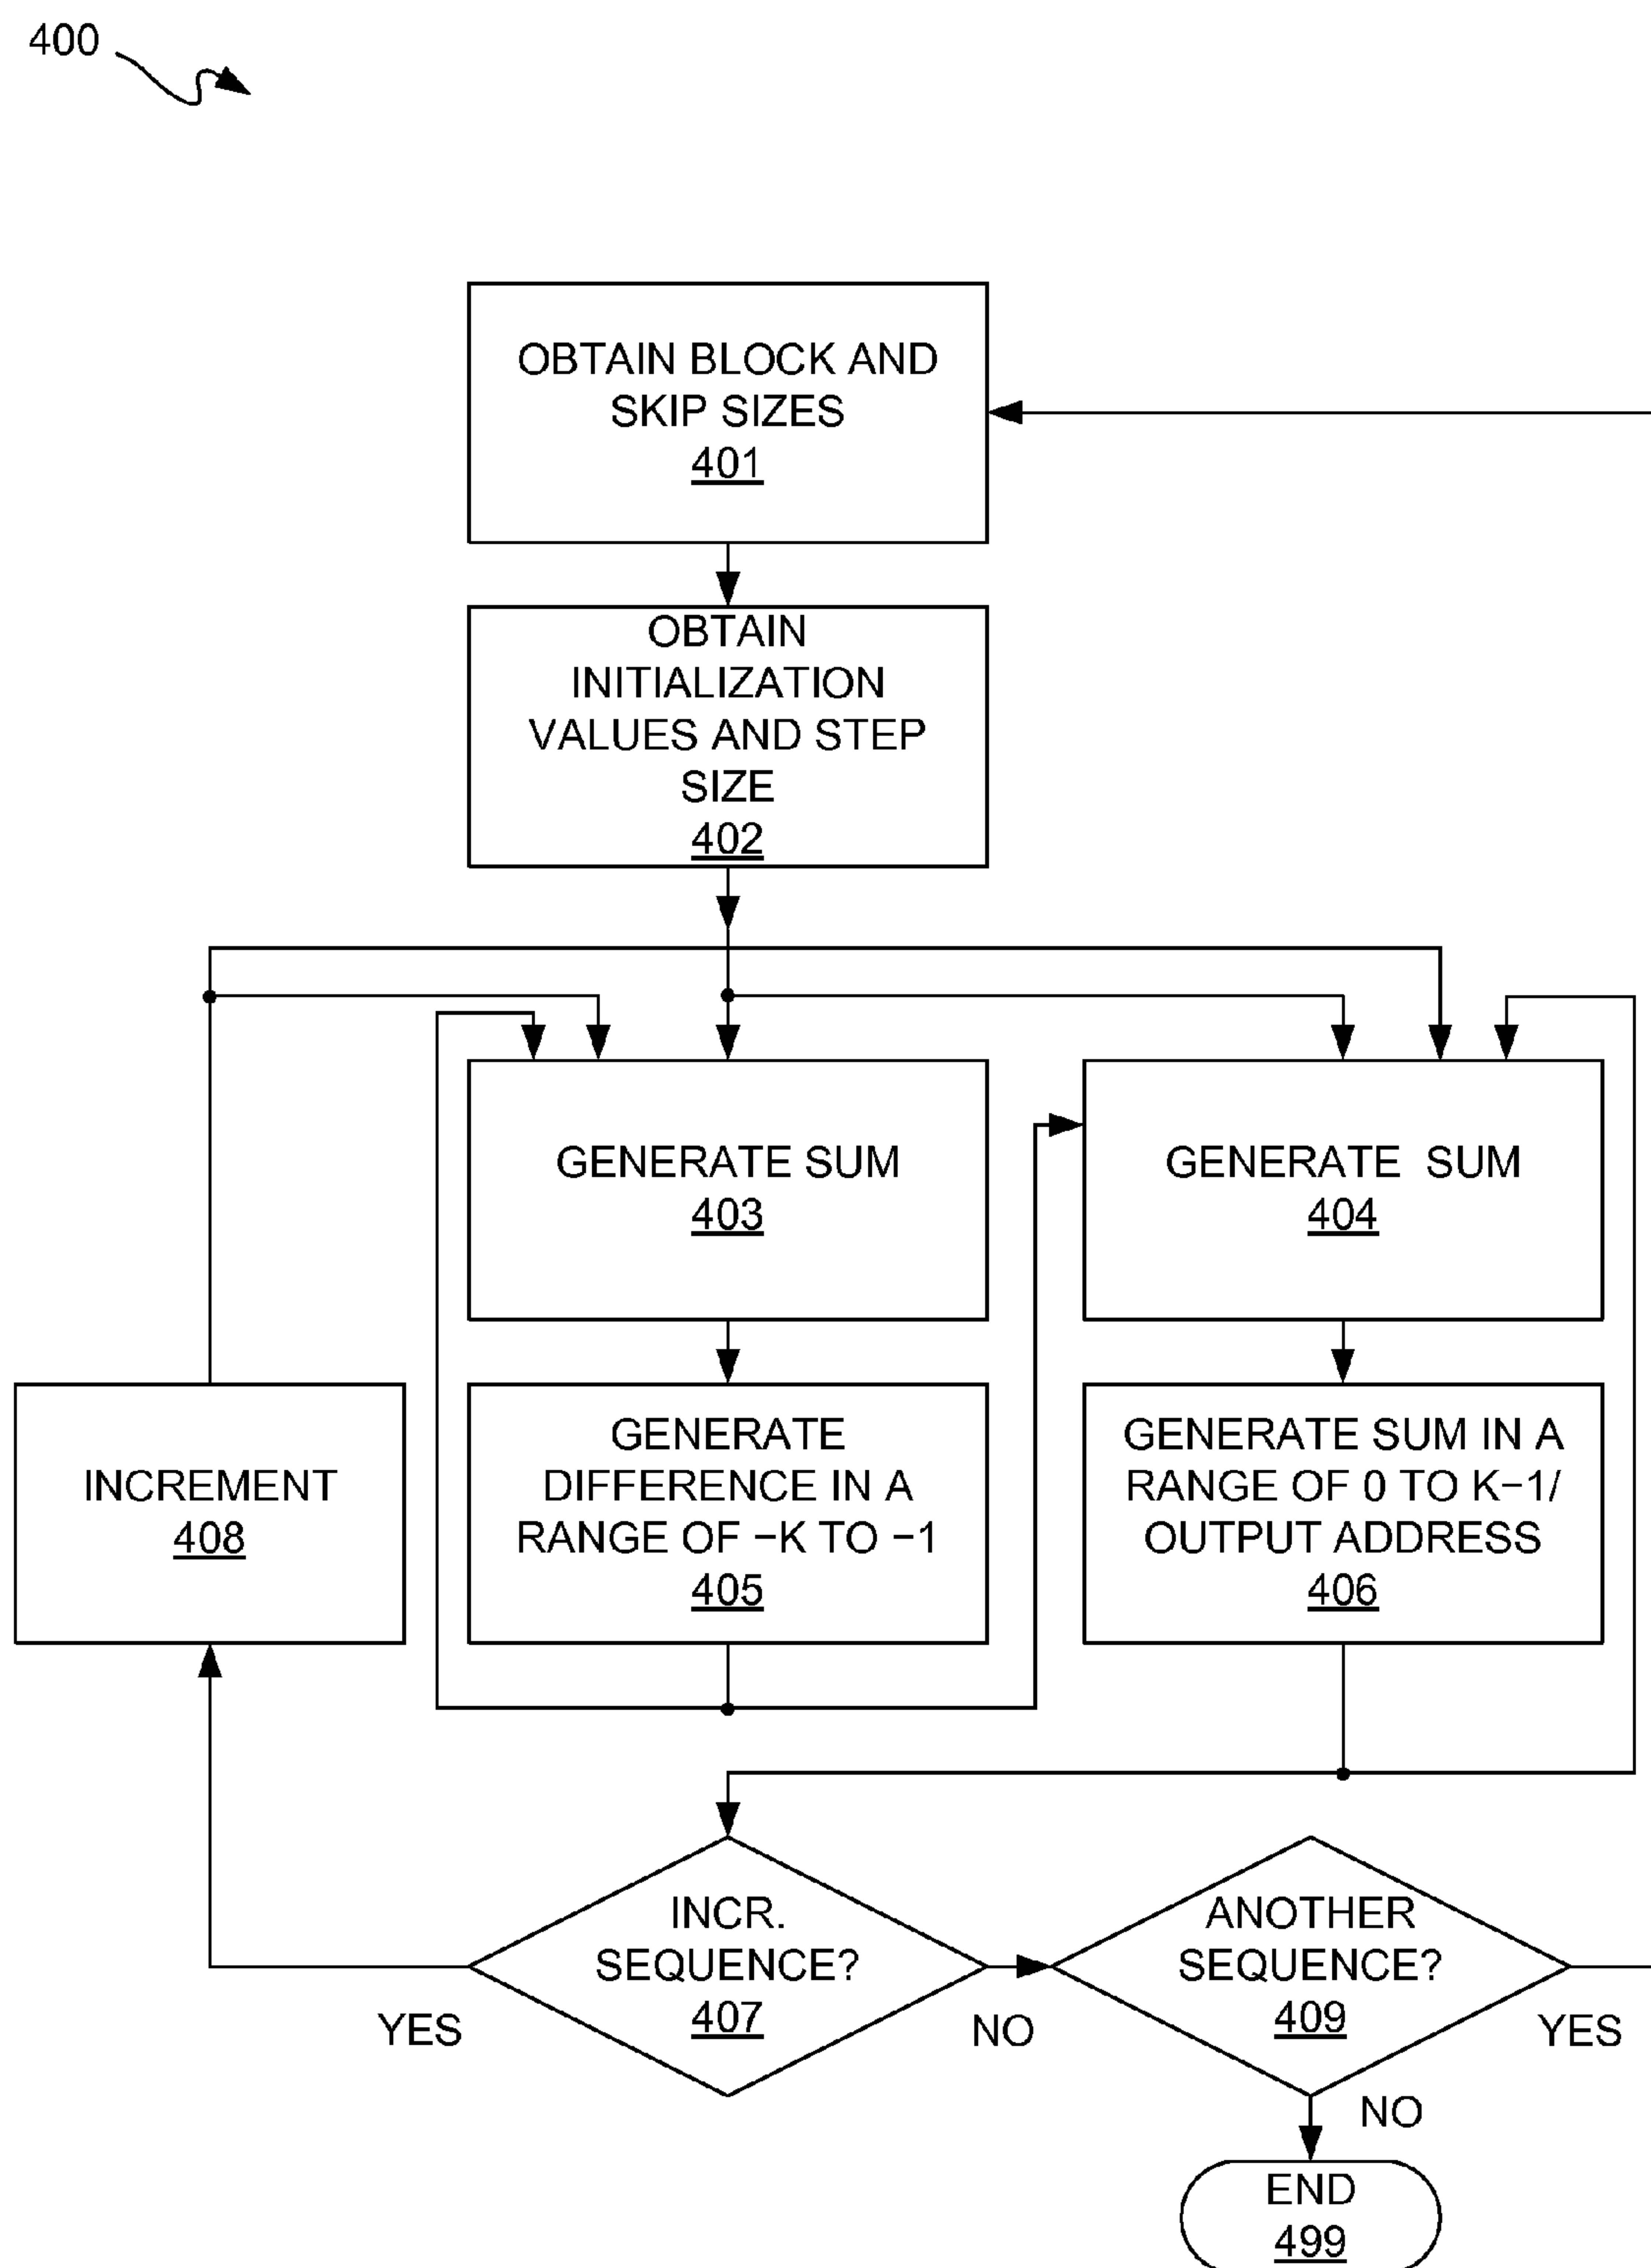 400
OBTAIN BLOCK AND
SKIP SIZES
401
OBTAIN
INITIALIZATION
VALUES AND STEP
SIZE
402
GENERATE SUM
403
GENERATE SUM
404
INCREMENT
408
GENERATE
DIFFERENCE IN A
RANGE OF −K TO −1
405
GENERATE SUM IN A
RANGE OF 0 TO K−1/
OUTPUT ADDRESS
406
INCR.
SEQUENCE?
407
YES
NO
ANOTHER
SEQUENCE?
409
YES
NO
END
499